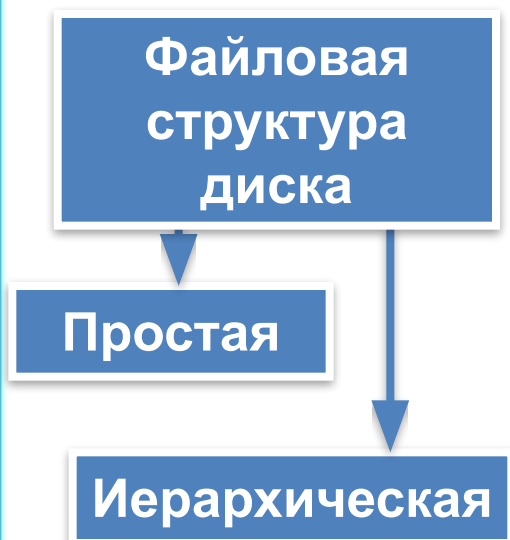 Файловая
структура
диска
Простая
Иерархическая